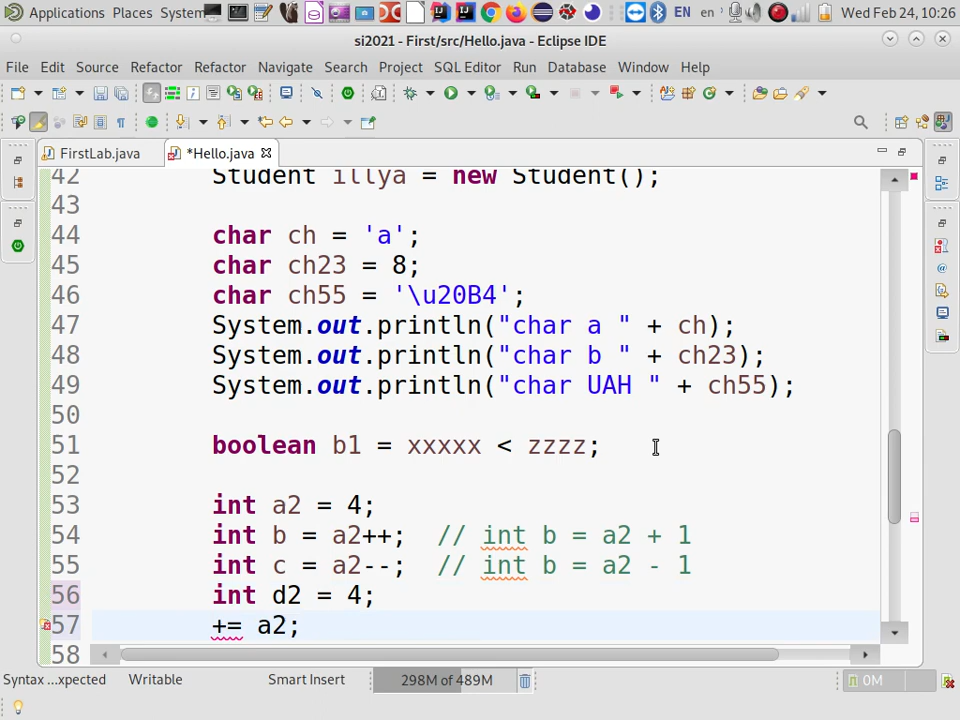 Applications Places System EN en Wed Feb 24, 10:26
si2021 - First/src/Hello.java - Eclipse IDE
File Edit Source Refactor Refactor Navigate Search Project SQL Editor Run Database Window Help
FirstLab.java *Hello.java
42 Student illya = new Student();
43
44 char ch = 'a';
45 char ch23 = 8;
46 char ch55 = '\u20B4';
47 System.out.println("char a " + ch);
48 System.out.println("char b " + ch23);
49 System.out.println("char UAH " + ch55);
50
51 boolean b1 = xxxxx < zzzz;
52
53 int a2 = 4;
54 int b = a2++; // int b = a2 + 1
55 int c = a2--; // int b = a2 - 1
56 int d2 = 4;
57 += a2;
58
Syntax ...xpected Writable Smart Insert 298M of 489M 0M